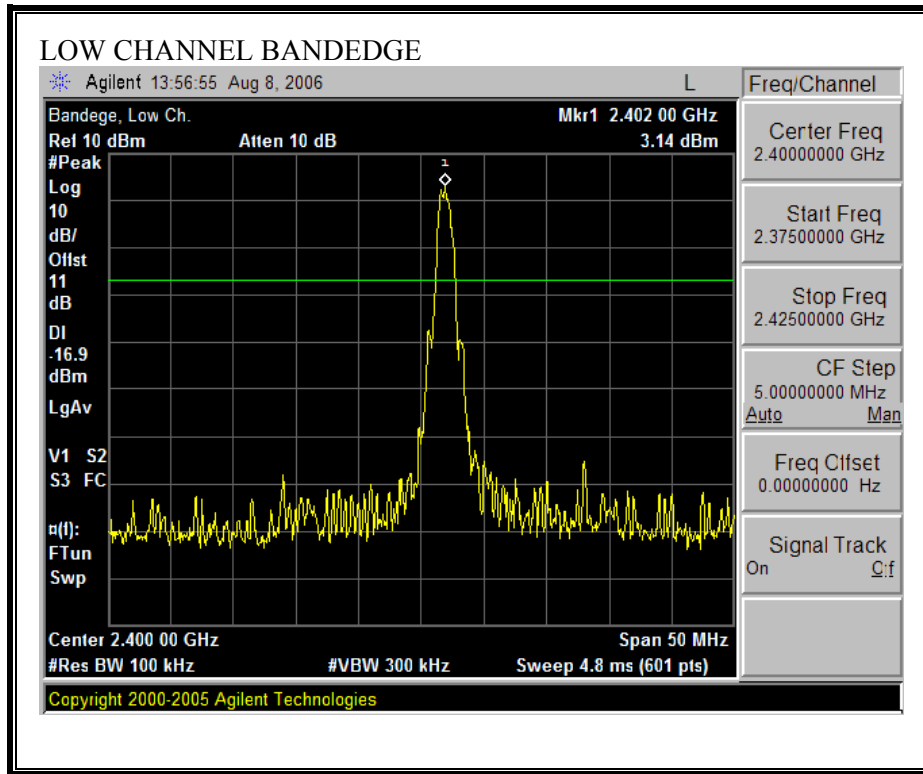 LOW CHANNEL BANDEDGE
Agilent 13:56:55 Aug 8, 2006 L
Freq/Channel
Bandege, Low Ch. Mkr1 2.402 00 GHz
Ref 10 dBm Atten 10 dB 3.14 dBm
#Peak
Log
10
dB/
Offst
11
dB
DI
-16.9
dBm
LgAv
V1 S2
S3 FC
¤(f):
FTun
Swp
1
Center 2.400 00 GHz Span 50 MHz
#Res BW 100 kHz #VBW 300 kHz Sweep 4.8 ms (601 pts)
Copyright 2000-2005 Agilent Technologies
Center Freq
2.40000000 GHz
Start Freq
2.37500000 GHz
Stop Freq
2.42500000 GHz
CF Step
5.00000000 MHz
Auto Man
Freq Offset
0.00000000 Hz
Signal Track
On Off